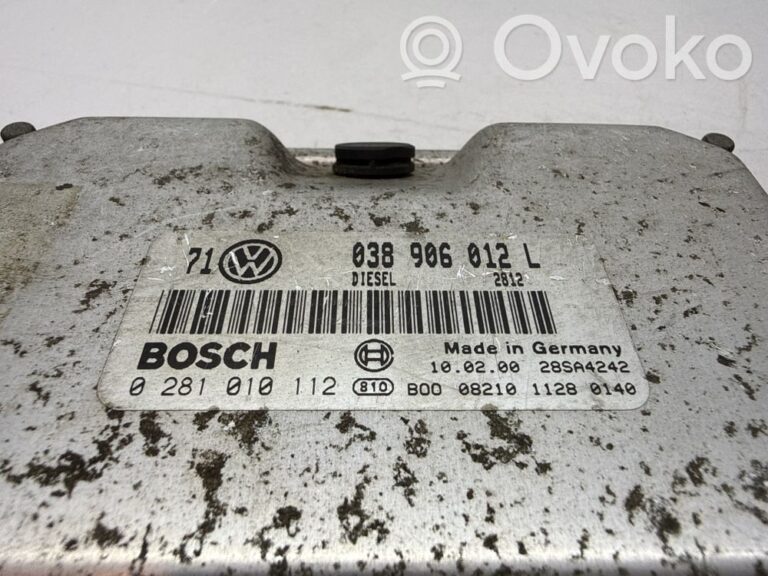 Ovoko
71 VW 038 906 012 L
DIESEL 2812
BOSCH Made in Germany
10.02.00 28SA4242
0 281 010 112 810 B00 08210 1128 0140